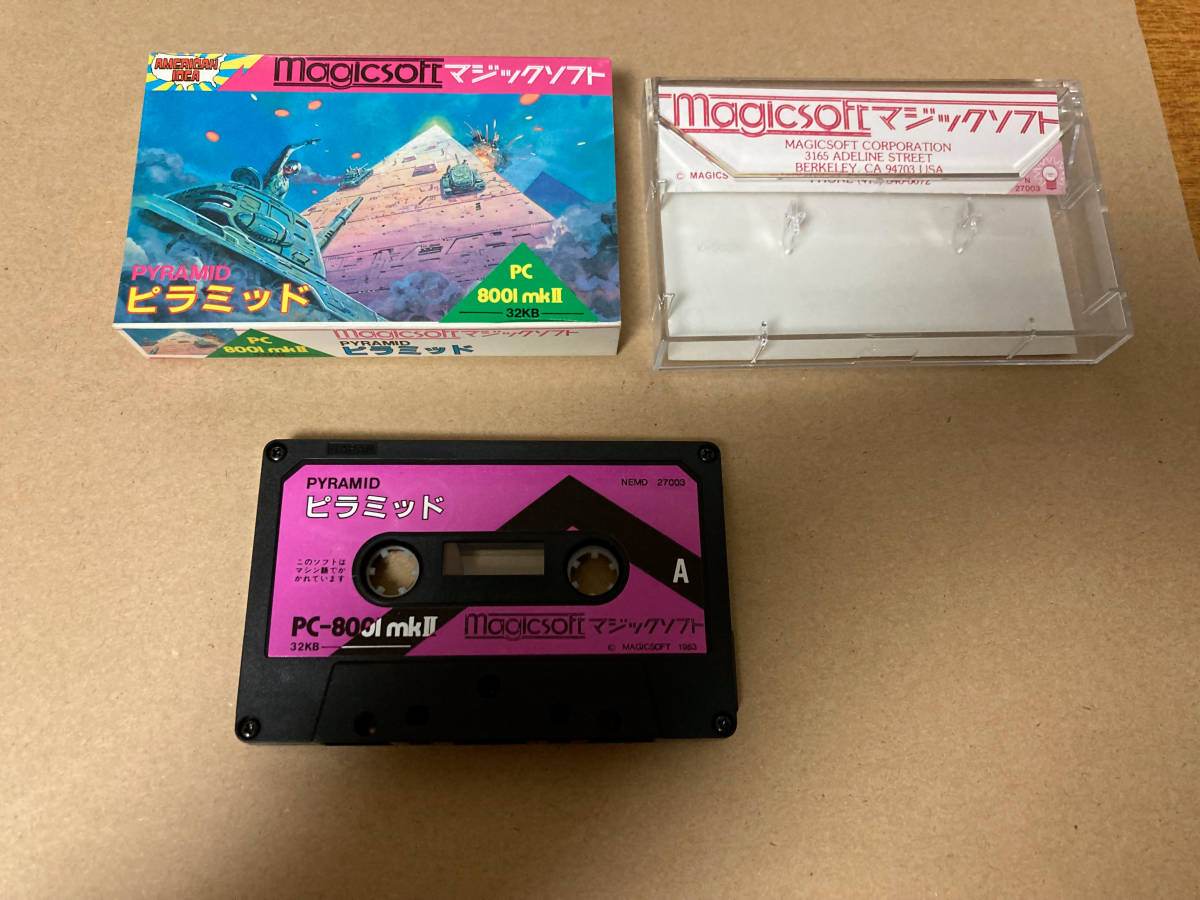 AMERICAN IDEA
magicsoft マジックソフト
PYRAMID
ピラミッド
PC
8001 mkII
32KB
PC
8001 mkII
magicsoft マジックソフト
PYRAMID
ピラミッド
magicsoft マジックソフト
MAGICSOFT CORPORATION
3165 ADELINE STREET
BERKELEY, CA 94703 USA
© MAGICS
N
27003
PYRAMID
ピラミッド
NEMD 27003
このソフトは
マシン語でか
かれています
A
PC-8001 mkII
32KB
magicsoft マジックソフト
© MAGICSOFT 1983